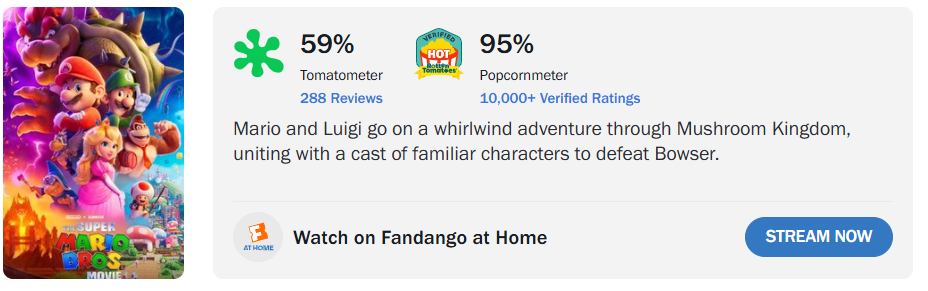 59%
Tomatometer
288 Reviews
VERIFIED
HOT
Rotten
Tomatoes
95%
Popcornmeter
10,000+ Verified Ratings
Mario and Luigi go on a whirlwind adventure through Mushroom Kingdom,
uniting with a cast of familiar characters to defeat Bowser.
THE SUPER
MARIO
BROS.
MOVIE
F
AT HOME
Watch on Fandango at Home
STREAM NOW